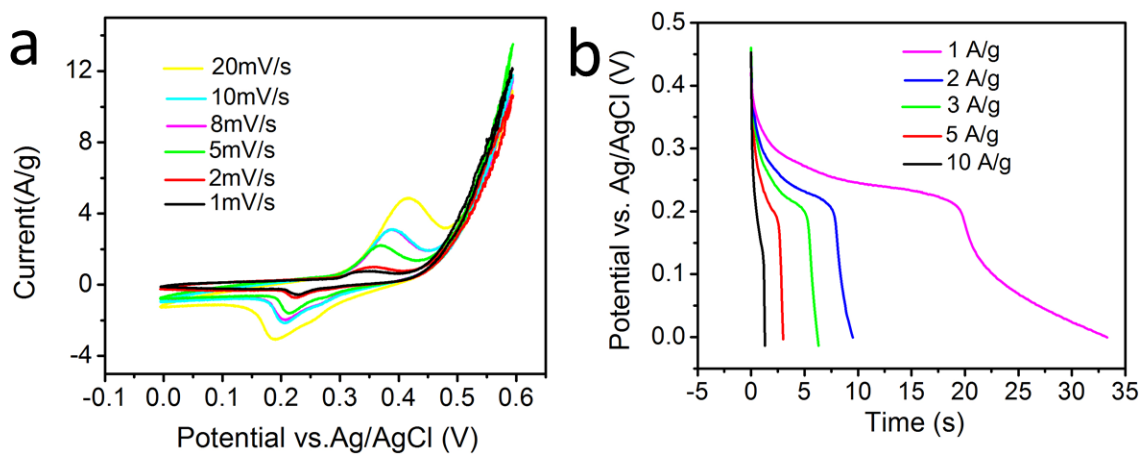 a
12
8
4
0
-4
Current(A/g)
20mV/s
10mV/s
8mV/s
5mV/s
2mV/s
1mV/s
-0.1 0.0 0.1 0.2 0.3 0.4 0.5 0.6
Potential vs.Ag/AgCl (V)
b
0.5
0.4
0.3
0.2
0.1
0.0
Potential vs. Ag/AgCl (V)
1 A/g
2 A/g
3 A/g
5 A/g
10 A/g
-5 0 5 10 15 20 25 30 35
Time (s)